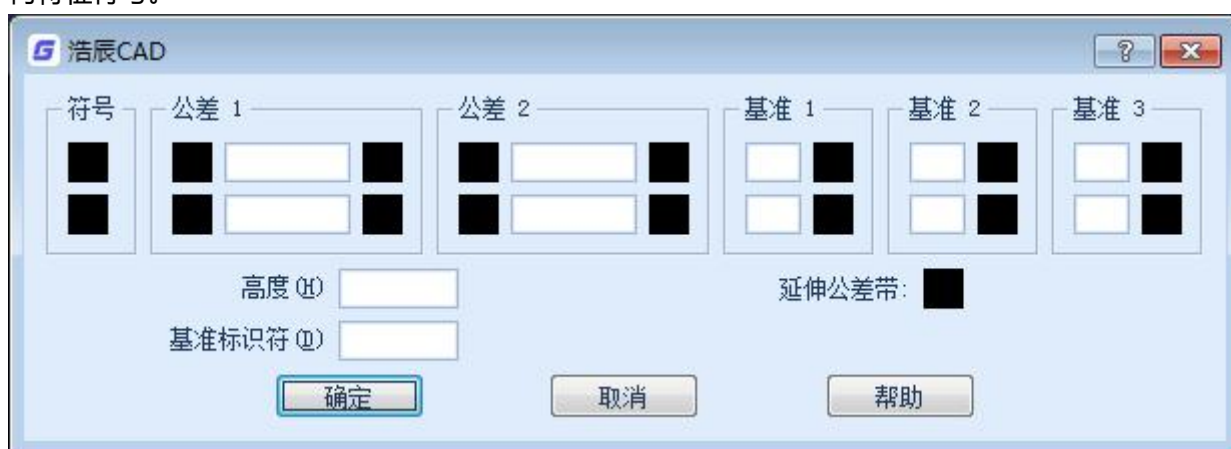 浩辰CAD
符号 公差 1 公差 2 基准 1 基准 2 基准 3
高度(H) 延伸公差带:
基准标识符(D)
确定 取消 帮助